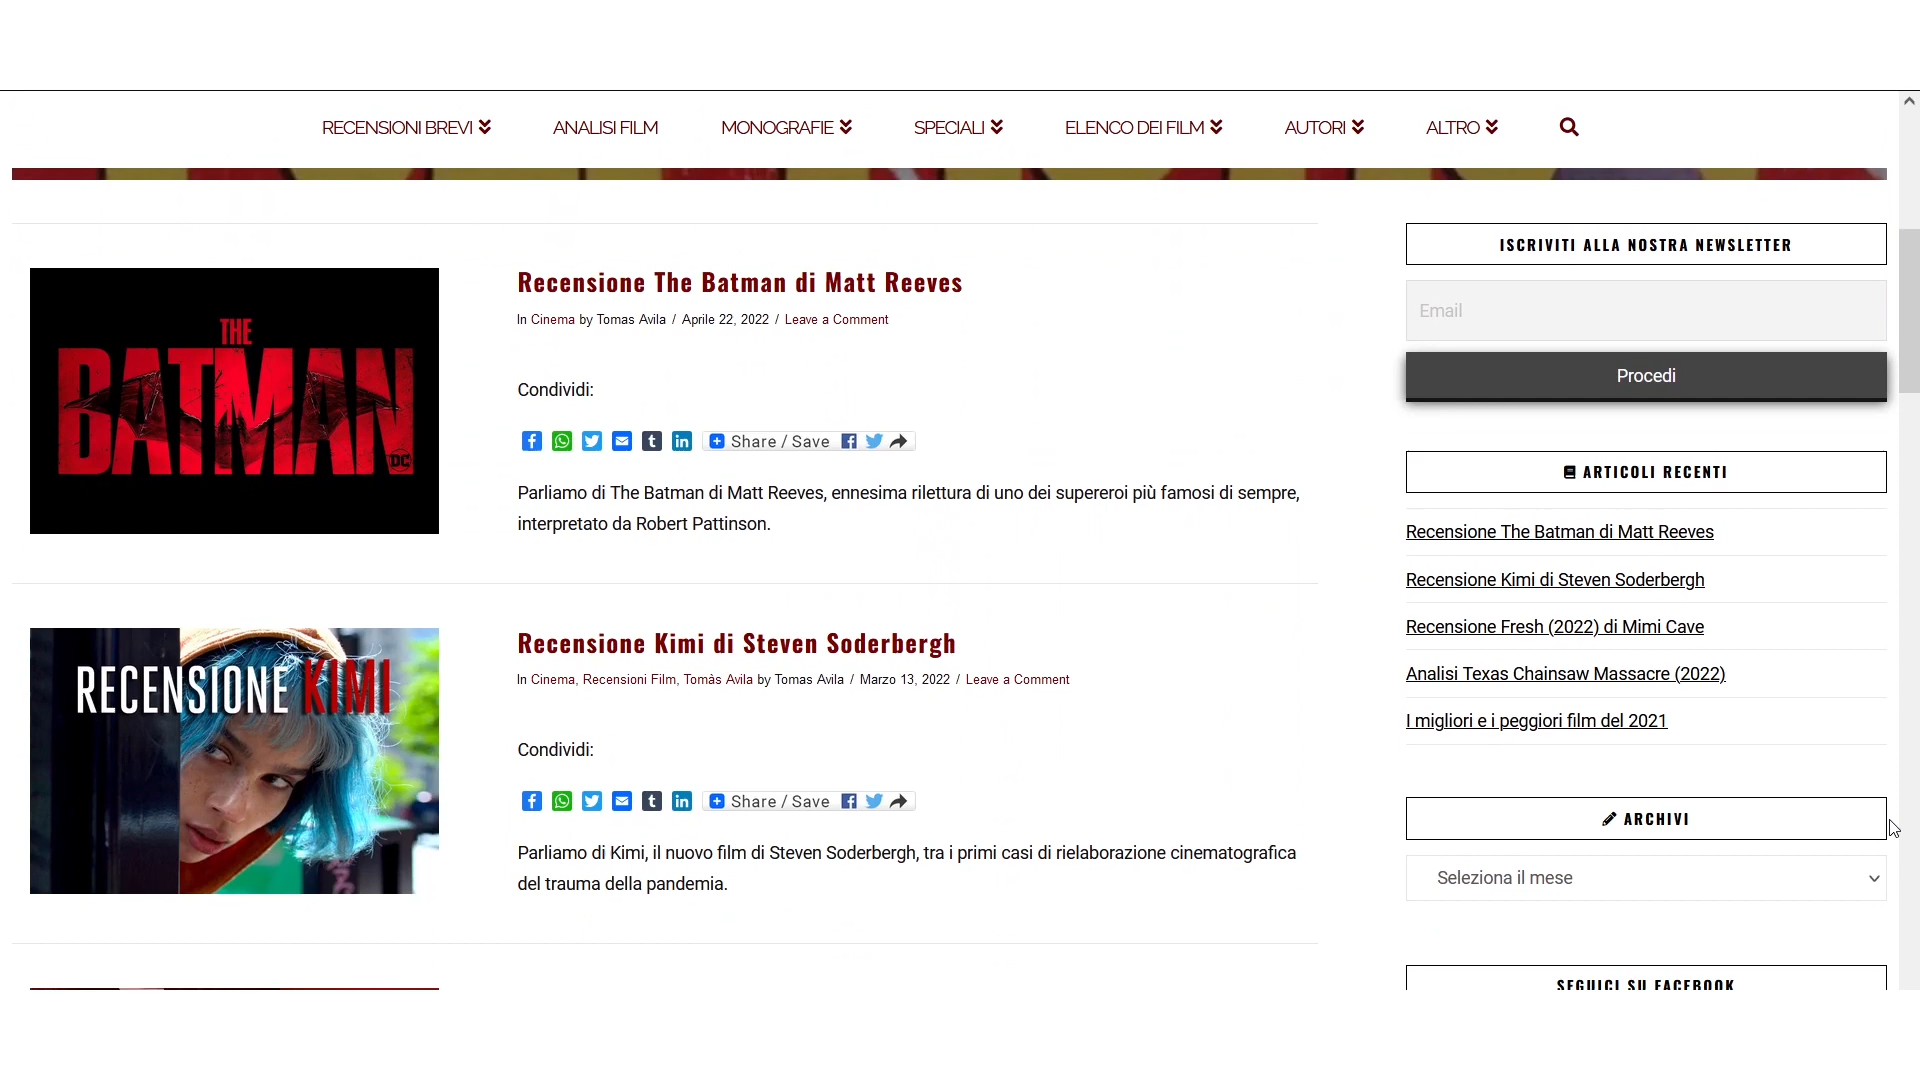 RECENSIONI BREVI
ANALISI FILM
MONOGRAFIE
SPECIALI
ELENCO DEI FILM
AUTORI
ALTRO
THE
BATMAN
DC
Recensione The Batman di Matt Reeves
In Cinema by Tomas Avila / Aprile 22, 2022 / Leave a Comment
Condividi:
Share / Save
Parliamo di The Batman di Matt Reeves, ennesima rilettura di uno dei supereroi più famosi di sempre,
interpretato da Robert Pattinson.
RECENSIONE KIMI
Recensione Kimi di Steven Soderbergh
In Cinema, Recensioni Film, Tomàs Avila by Tomas Avila / Marzo 13, 2022 / Leave a Comment
Condividi:
Share / Save
Parliamo di Kimi, il nuovo film di Steven Soderbergh, tra i primi casi di rielaborazione cinematografica
del trauma della pandemia.
ISCRIVITI ALLA NOSTRA NEWSLETTER
Email
Procedi
ARTICOLI RECENTI
Recensione The Batman di Matt Reeves
Recensione Kimi di Steven Soderbergh
Recensione Fresh (2022) di Mimi Cave
Analisi Texas Chainsaw Massacre (2022)
I migliori e i peggiori film del 2021
ARCHIVI
Seleziona il mese
SEGUICI SU FACEBOOK